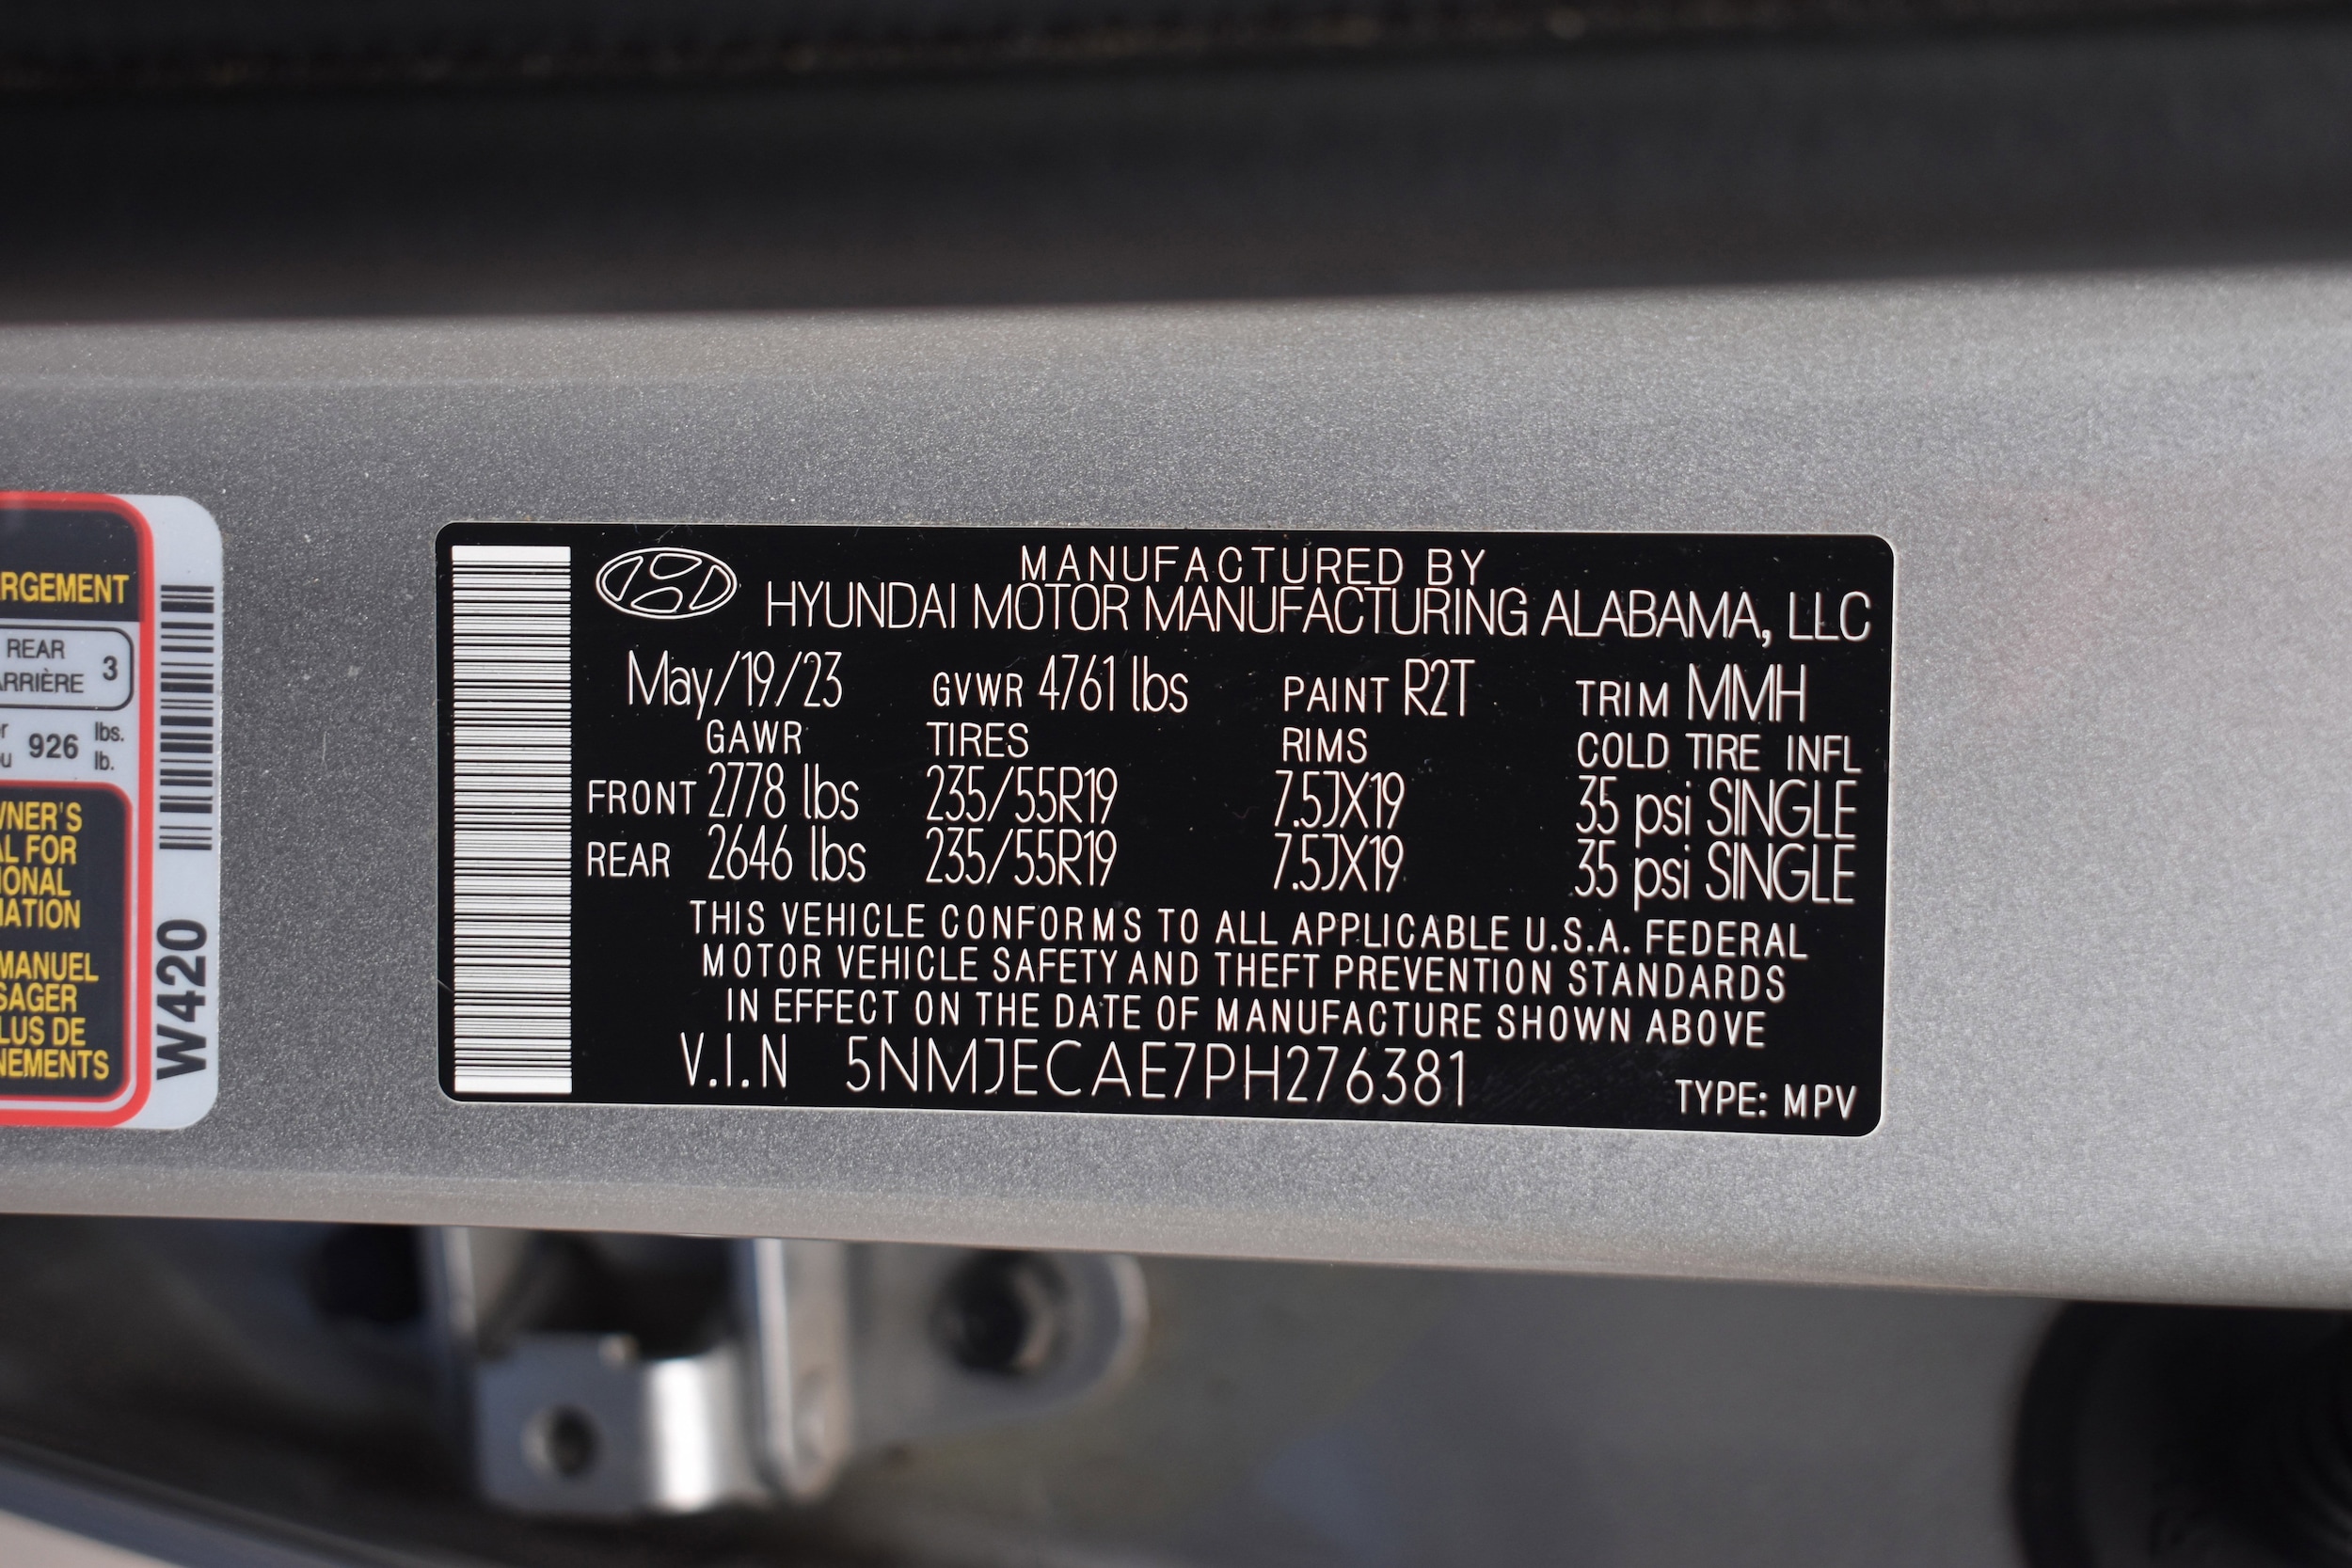 RGEMENT
REAR
ARRIÈRE 3
926 lbs.
lb.
WNER'S
AL FOR
IONAL
MATION
MANUEL
SAGER
LUS DE
NEMENTS
W420
MANUFACTURED BY
HYUNDAI MOTOR MANUFACTURING ALABAMA, LLC
May/19/23 GVWR 4761 lbs PAINT R2T TRIM MMH
GAWR TIRES RIMS COLD TIRE INFL
FRONT 2778 lbs 235/55R19 7.5JX19 35 psi SINGLE
REAR 2646 lbs 235/55R19 7.5JX19 35 psi SINGLE
THIS VEHICLE CONFORMS TO ALL APPLICABLE U.S.A. FEDERAL
MOTOR VEHICLE SAFETY AND THEFT PREVENTION STANDARDS
IN EFFECT ON THE DATE OF MANUFACTURE SHOWN ABOVE
V.I.N 5NMJECAE7PH276381
TYPE: MPV